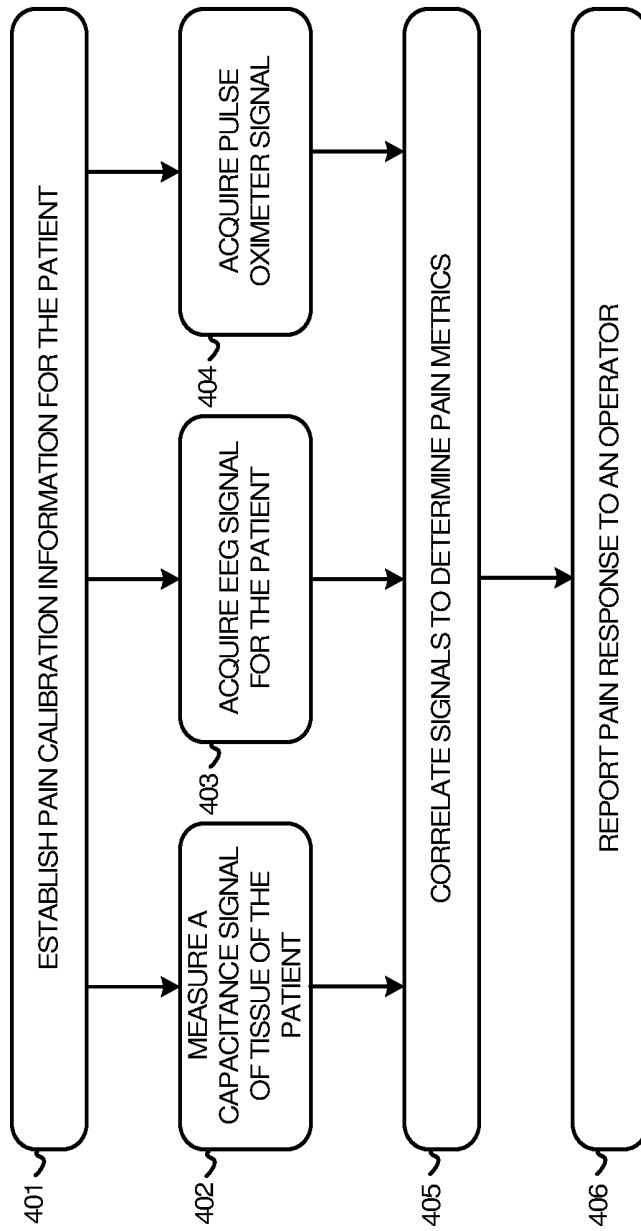 ESTABLISH PAIN CALIBRATION INFORMATION FOR THE PATIENT
401
MEASURE A
CAPACITANCE SIGNAL
OF TISSUE OF THE
PATIENT
402
ACQUIRE EEG SIGNAL
FOR THE PATIENT
403
ACQUIRE PULSE
OXIMETER SIGNAL
404
CORRELATE SIGNALS TO DETERMINE PAIN METRICS
405
REPORT PAIN RESPONSE TO AN OPERATOR
406